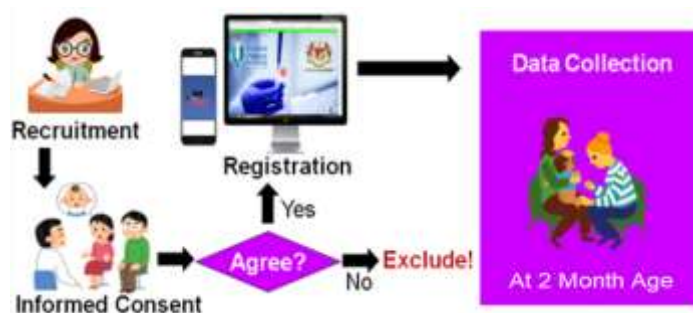 Recruitment
Informed Consent
Agree?
Yes
No
Exclude!
Registration
Data Collection
At 2 Month Age